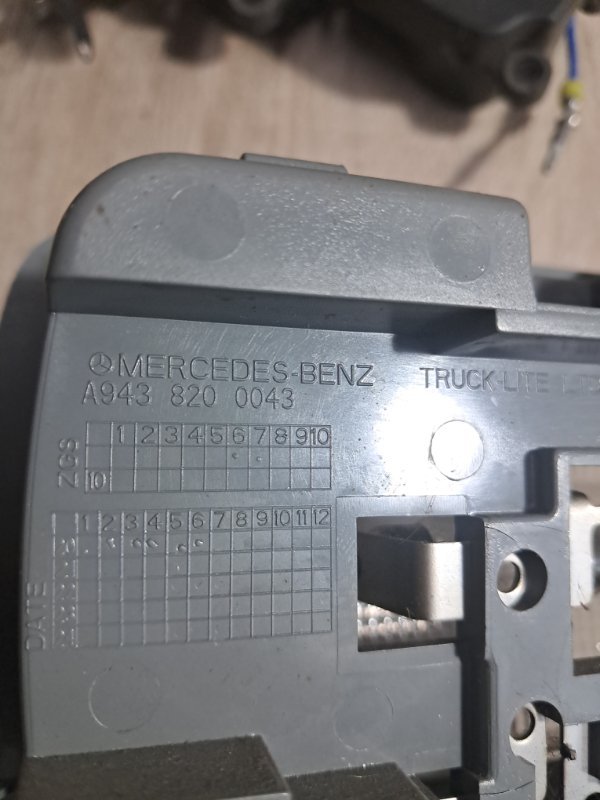 MERCEDES-BENZ TRUCK-LITE
A943 820 0043
ZGS
1 2 3 4 5 6 7 8 9 10
10
DATE
1 2 3 4 5 6 7 8 9 10 11 12